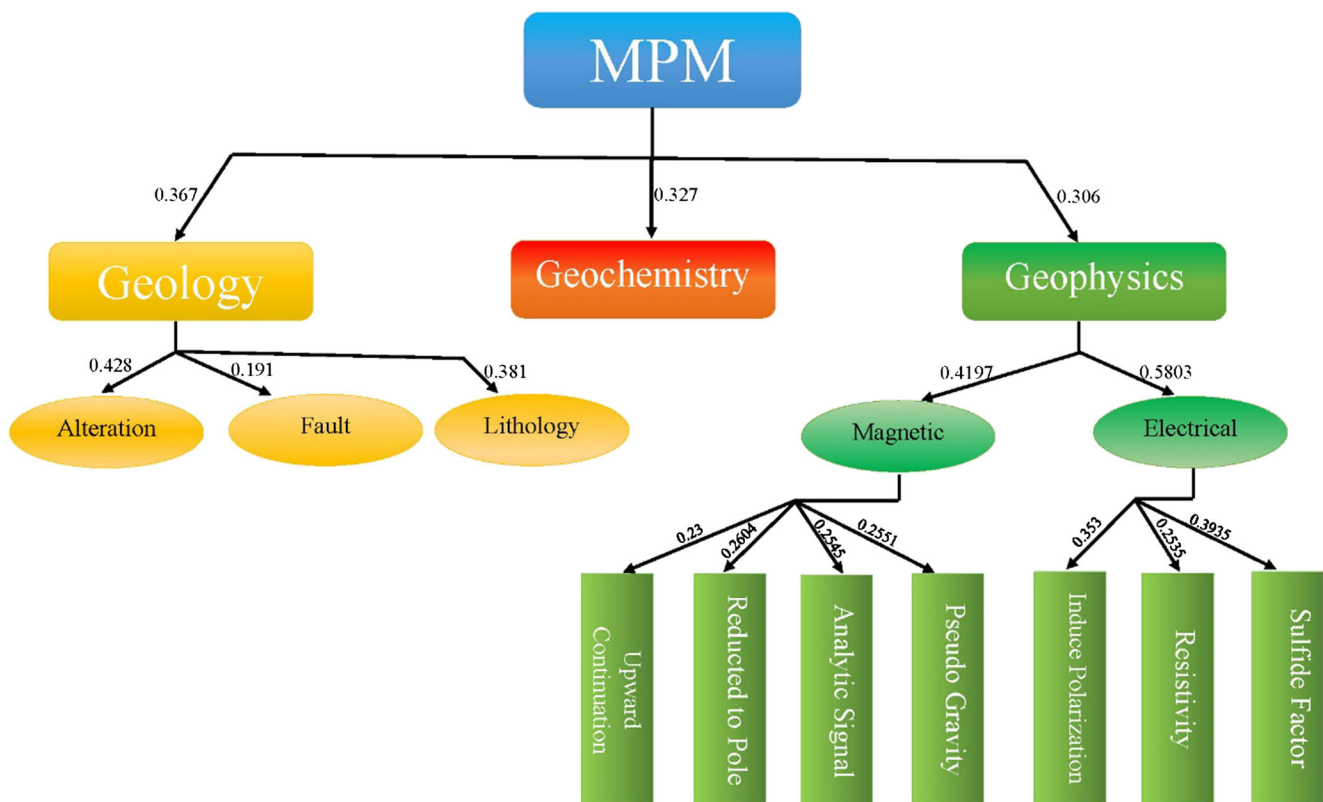 MPM
0.367
0.327
0.306
Geology
Geochemistry
Geophysics
0.428
0.191
0.381
0.4197
0.5803
Alteration
Fault
Lithology
Magnetic
Electrical
0.23
0.2604
0.2545
0.2551
0.353
0.2535
0.3935
Upward
Continuation
Reducted to Pole
Analytic Signal
Pseudo Gravity
Induce Polarization
Resistivity
Sulfide Factor